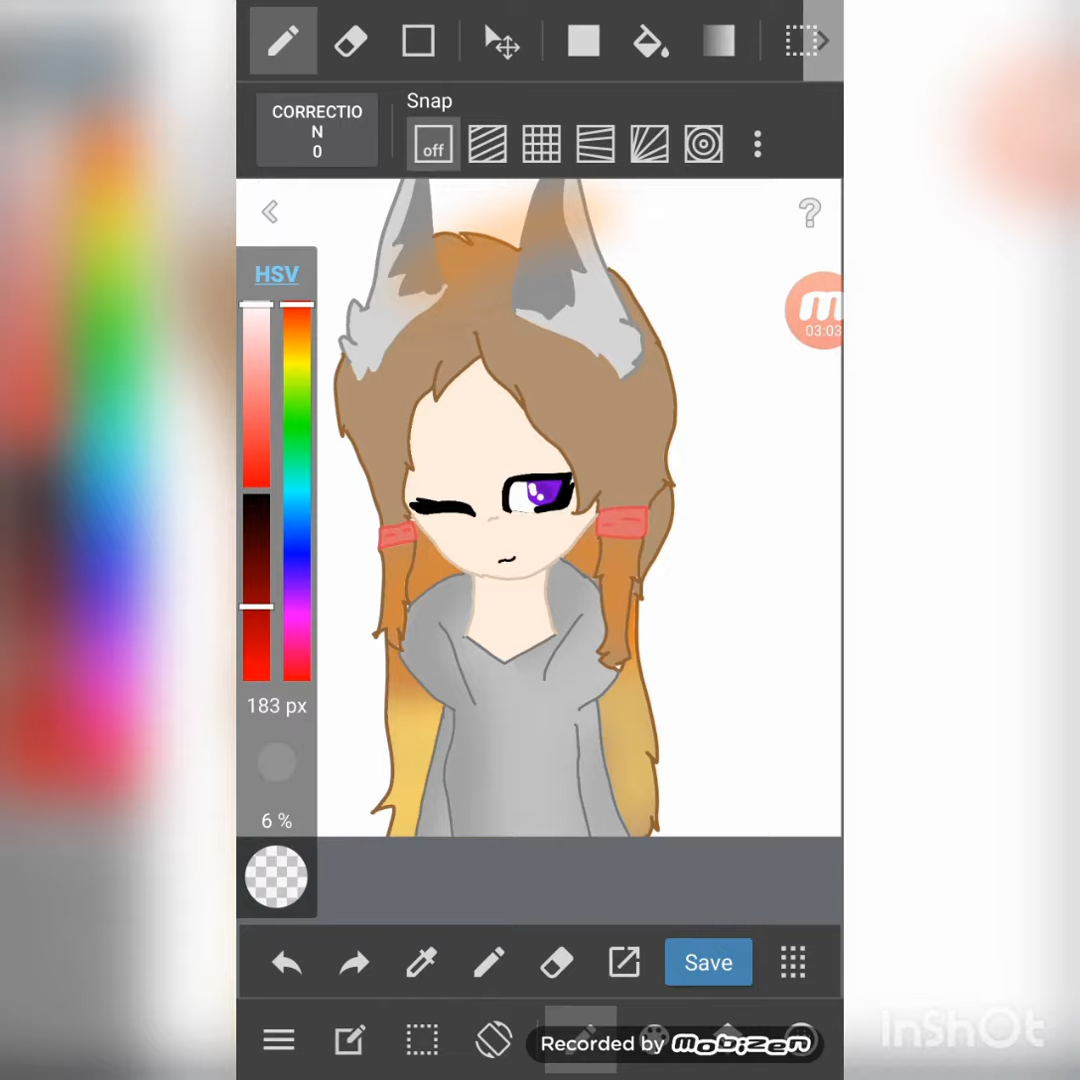 Snap
CORRECTIO
N
0
off
HSV
03:03
183 px
6 %
Save
InShOt
Recorded by mobizen